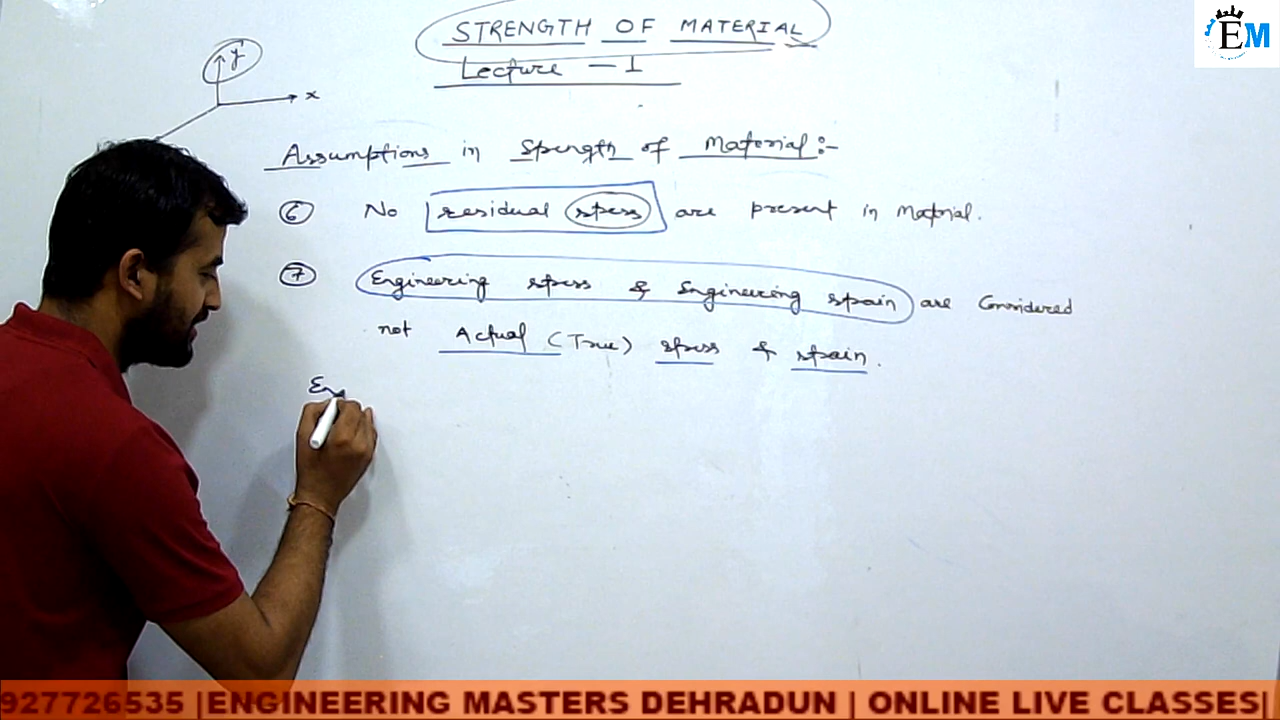 STRENGTH OF MATERIAL
Lecture - 1
y
x
Assumptions in Strength of Material :-
6 No residual stress are present in Material.
7 Engineering stress & Engineering strain are Considered
not Actual (True) stress & strain.
EM
927726535 |ENGINEERING MASTERS DEHRADUN | ONLINE LIVE CLASSES|